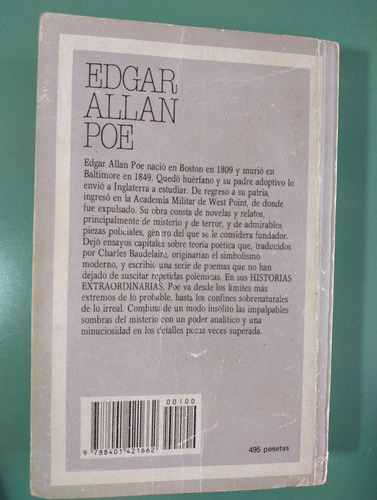 EDGAR
ALLAN
POE
Edgar Allan Poe nació en Boston en 1809 y murió en
Baltimore en 1849. Quedó huérfano y su padre adoptivo lo
envió a Inglaterra a estudiar. De regreso a su patria,
ingresó en la Academia Militar de West Point, de donde
fue expulsado. Su obra consta de novelas y relatos,
principalmente de misterio y de terror, y de admirables
piezas policiales, género del que se le considera fundador.
Dejó ensayos capitales sobre teoría poética que, traducidos
por Charles Baudelaire, originarían el simbolismo
moderno, y escribió una serie de poemas que no han
dejado de suscitar repetidas polémicas. En sus HISTORIAS
EXTRAORDINARIAS, Poe va desde los límites más
extremos de lo probable, hasta los confines sobrenaturales
de lo irreal. Combina de un modo insólito las impalpables
sombras del misterio con un poder analítico y una
minuciosidad en los detalles pocas veces superada.
00100
9 788401 421662
495 pesetas